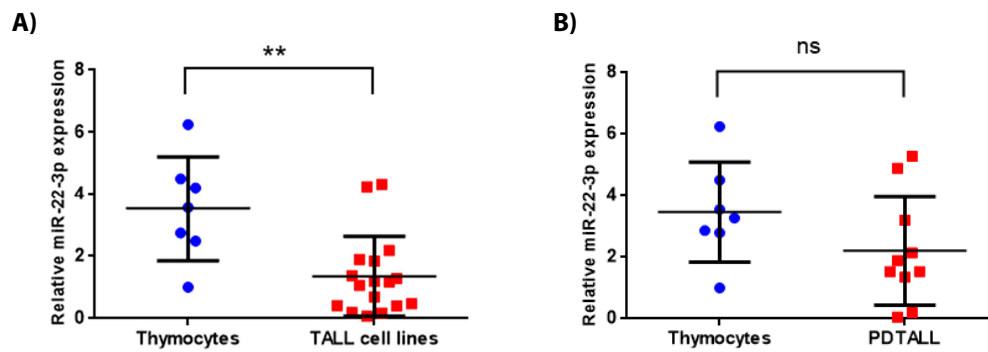 A)
**
Relative miR-22-3p expression
8
6
4
2
0
Thymocytes
TALL cell lines
B)
ns
Relative miR-22-3p expression
8
6
4
2
0
Thymocytes
PDTALL